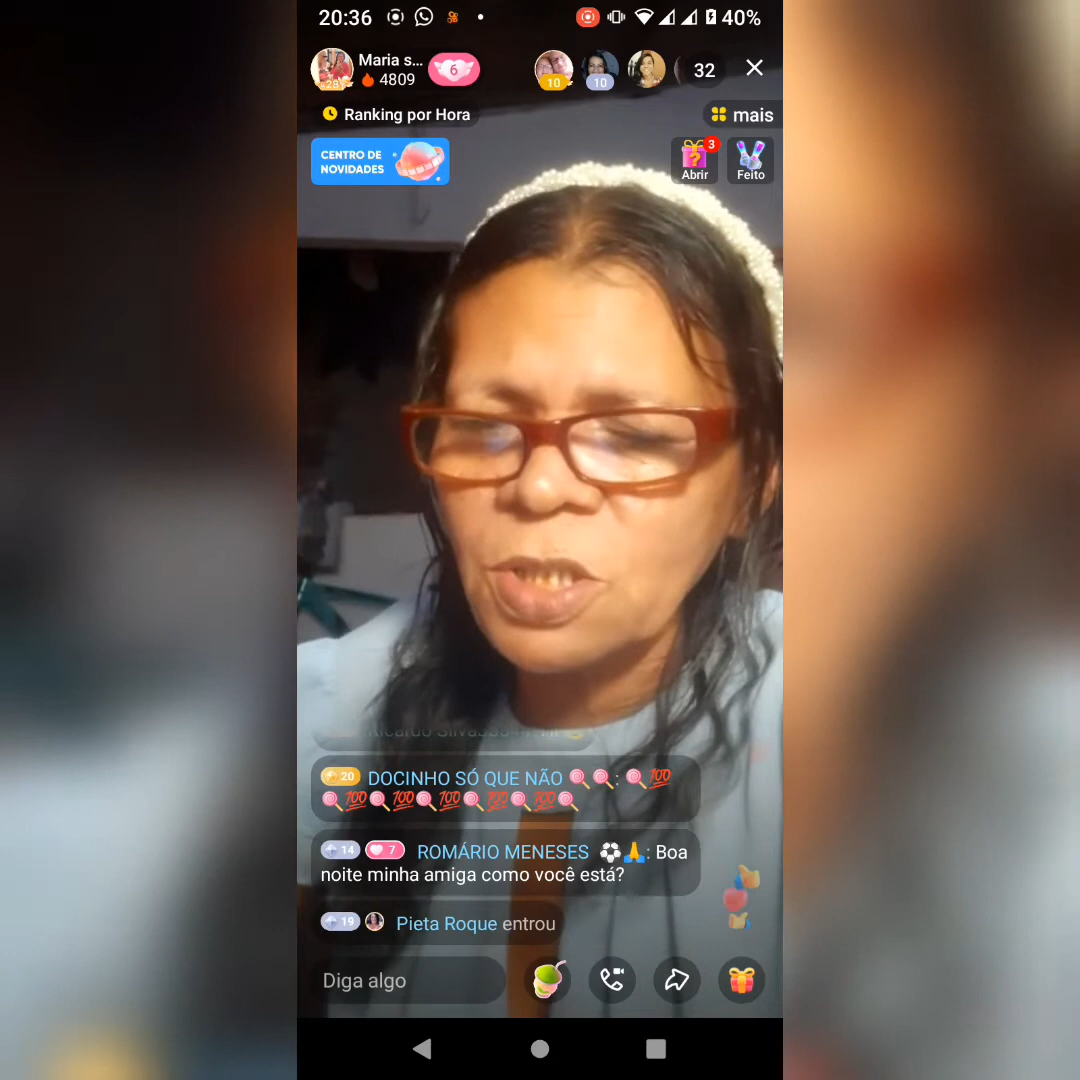 20:36
40%
Maria s...
4809
6
28
10
10
32
Ranking por Hora
mais
CENTRO DE
NOVIDADES
3
Abrir
Feito
20 DOCINHO SÓ QUE NÃO 🍭🍭: 🍭💯
🍭💯🍭💯🍭💯🍭💯🍭💯🍭
14 7 ROMÁRIO MENESES ⚽🙏: Boa
noite minha amiga como você está?
19 Pieta Roque entrou
Diga algo